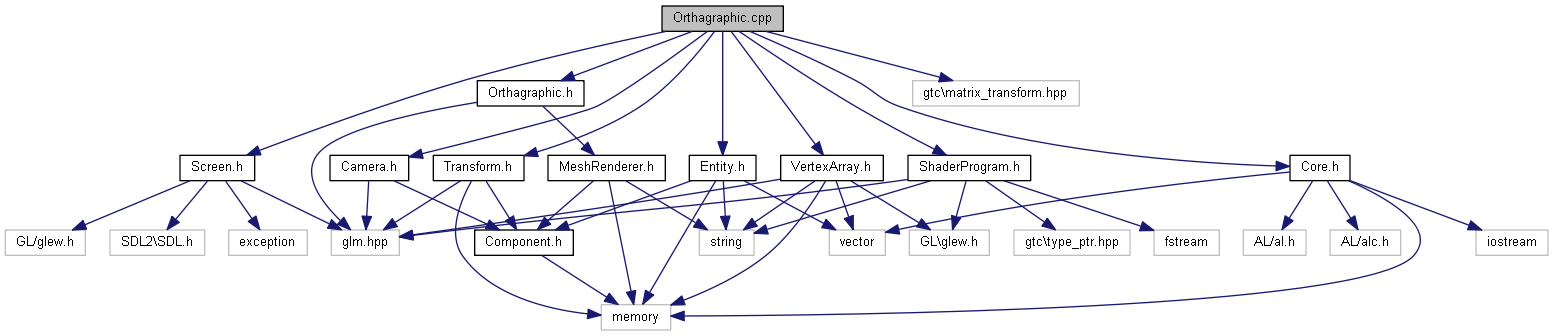 Orthagraphic.cpp
Orthagraphic.h
gtc\matrix_transform.hpp
Screen.h
Camera.h
Transform.h
MeshRenderer.h
Entity.h
VertexArray.h
ShaderProgram.h
Core.h
GL/glew.h
SDL2\SDL.h
exception
glm.hpp
Component.h
string
vector
GL\glew.h
gtc\type_ptr.hpp
fstream
AL/al.h
AL/alc.h
iostream
memory